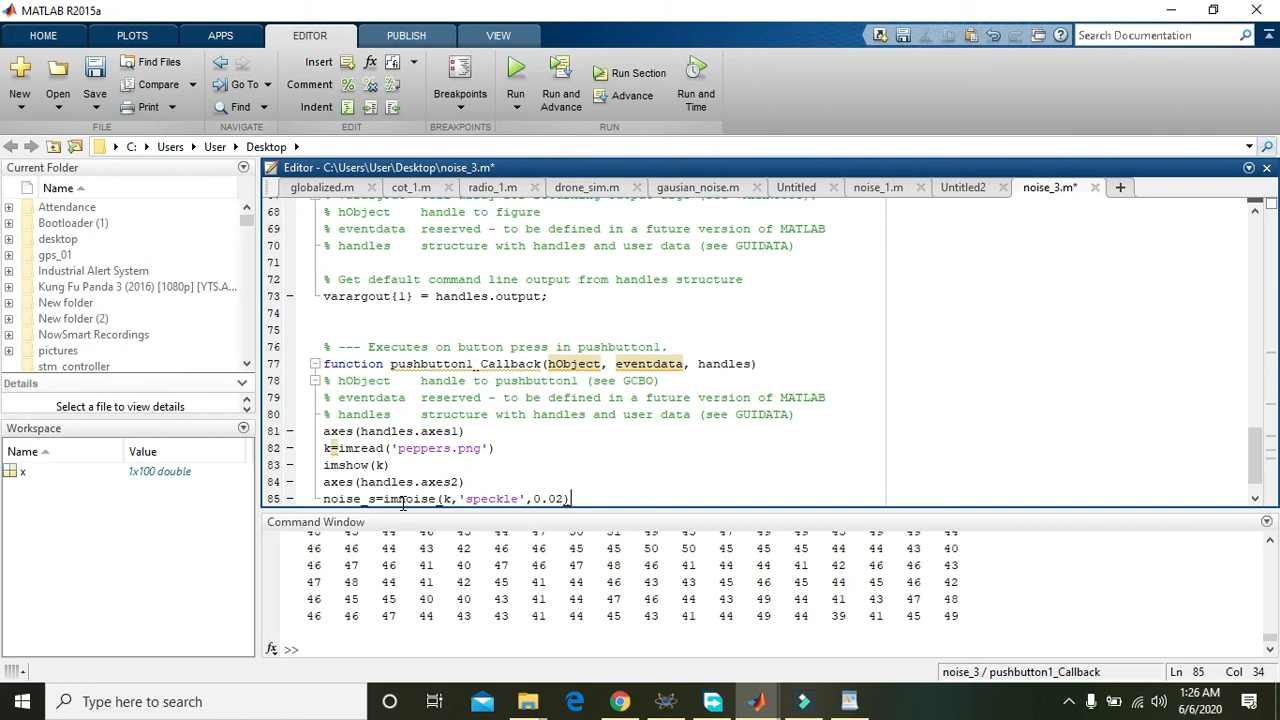 MATLAB R2015a
HOME PLOTS APPS EDITOR PUBLISH VIEW Search Documentation
New Open Save Find Files Compare Print
Go To Find
Insert Comment Indent
Breakpoints
Run Run and Advance Run Section Advance Run and Time
FILE NAVIGATE EDIT BREAKPOINTS RUN
C: Users User Desktop
Current Folder
Name
Attendance
Bootloader (1)
desktop
gps_01
Industrial Alert System
Kung Fu Panda 3 (2016) [1080p] [YTS.A...
New folder
New folder (2)
NowSmart Recordings
pictures
stm_controller
Details
Select a file to view details
Workspace
Name Value
x 1x100 double
Editor - C:\Users\User\Desktop\noise_3.m*
globalized.m cot_1.m radio_1.m drone_sim.m gausian_noise.m Untitled noise_1.m Untitled2 noise_3.m*
68 % hObject handle to figure
69 % eventdata reserved - to be defined in a future version of MATLAB
70 % handles structure with handles and user data (see GUIDATA)
71
72 % Get default command line output from handles structure
73 varargout{1} = handles.output;
74
75
76 % --- Executes on button press in pushbutton1.
77 function pushbutton1_Callback(hObject, eventdata, handles)
78 % hObject handle to pushbutton1 (see GCBO)
79 % eventdata reserved - to be defined in a future version of MATLAB
80 % handles structure with handles and user data (see GUIDATA)
81 axes(handles.axes1)
82 k=imread('peppers.png')
83 imshow(k)
84 axes(handles.axes2)
85 noise_s=imnoise(k,'speckle',0.02)
Command Window
46 46 44 43 42 46 46 45 45 50 50 45 45 45 44 44 43 40
46 47 46 41 40 47 46 47 48 46 41 44 44 41 42 46 46 43
47 48 44 41 42 45 41 44 46 43 43 45 46 45 44 45 46 42
46 45 45 40 40 43 41 44 47 46 44 43 49 44 41 43 47 48
46 46 47 44 43 43 41 44 45 43 41 44 49 44 39 41 45 49
fx >>
noise_3 / pushbutton1_Callback Ln 85 Col 34
Type here to search
1:26 AM
6/6/2020